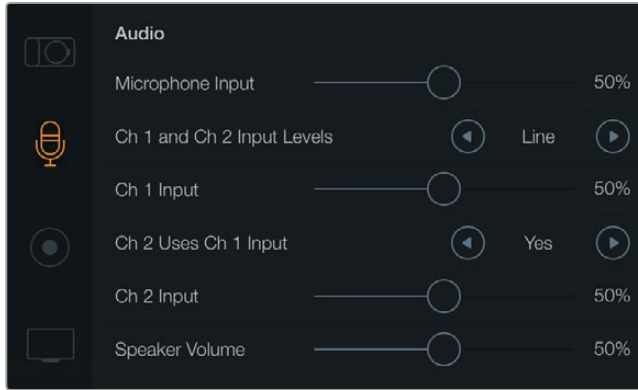 Audio
Microphone Input 50%
Ch 1 and Ch 2 Input Levels Line
Ch 1 Input 50%
Ch 2 Uses Ch 1 Input Yes
Ch 2 Input 50%
Speaker Volume 50%